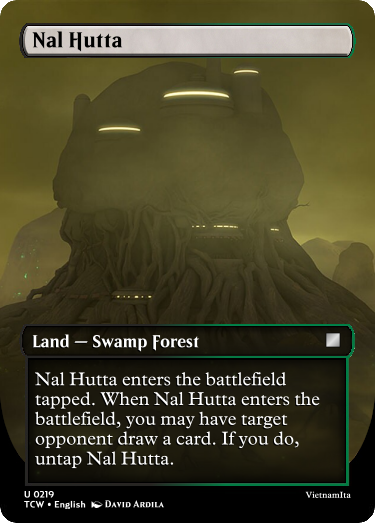 Nal Hutta
Land — Swamp Forest
Nal Hutta enters the battlefield
tapped. When Nal Hutta enters the
battlefield, you may have target
opponent draw a card. If you do,
untap Nal Hutta.
U 0219
TCW • English DAVID ARDILA
VietnamIta